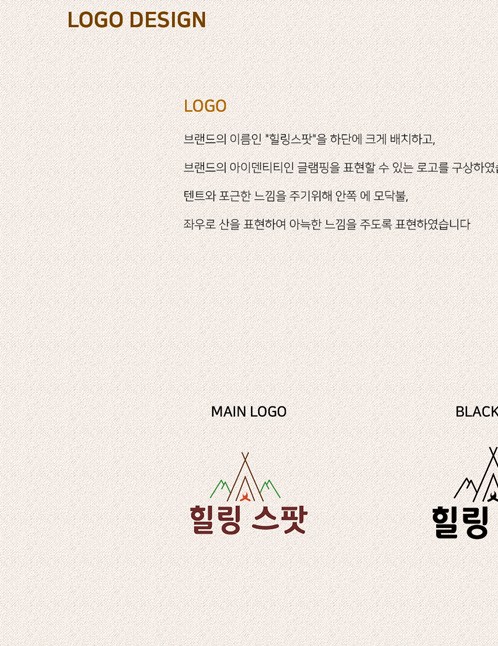 LOGO DESIGN
LOGO
브랜드의 이름인 "힐링스팟"을 하단에 크게 배치하고,
브랜드의 아이덴티티인 글램핑을 표현할 수 있는 로고를 구상하였
텐트와 포근한 느낌을 주기위해 안쪽 에 모닥불,
좌우로 산을 표현하여 아늑한 느낌을 주도록 표현하였습니다
MAIN LOGO
BLACK
힐링 스팟
힐링